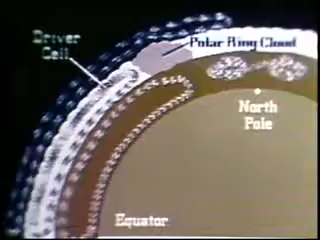 Driver
Cell
Polar Ring Cloud
North
Pole
Equator